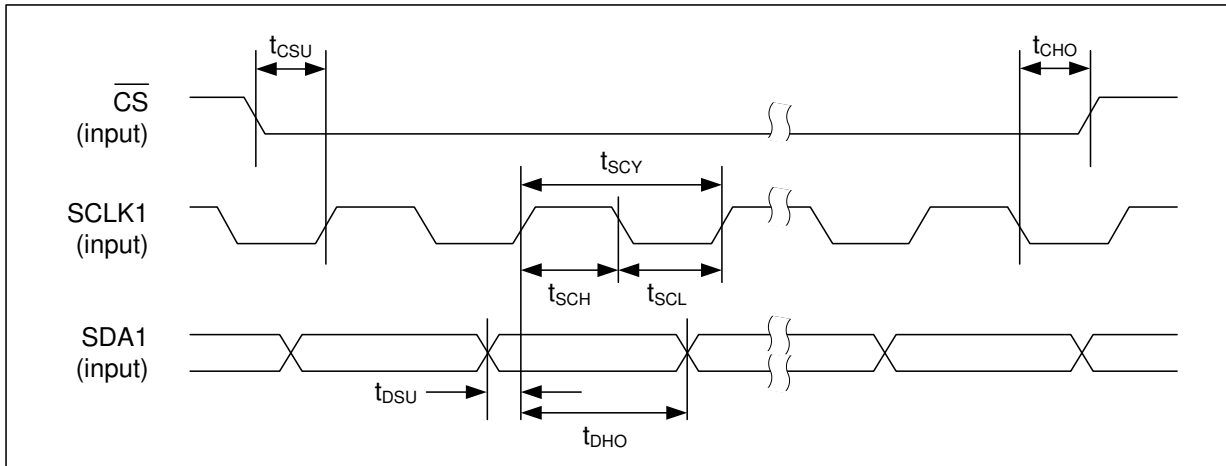 tCSU
tCHO
CS
(input)
tSCY
SCLK1
(input)
tSCH
tSCL
SDA1
(input)
tDSU
tDHO